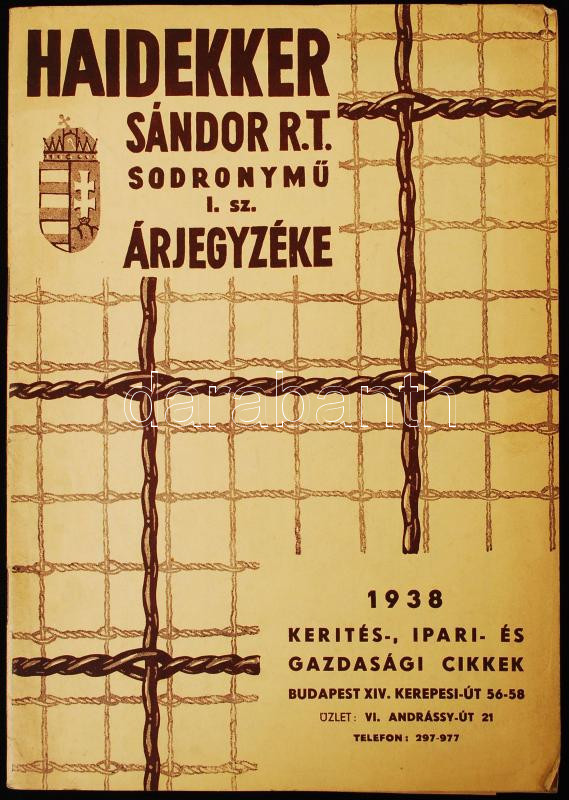 HAIDEKKER
SÁNDOR R.T.
SODRONYMŰ
I. sz.
ÁRJEGYZÉKE
darabanth
1938
KERITÉS-, IPARI- ÉS
GAZDASÁGI CIKKEK
BUDAPEST XIV. KEREPESI-ÚT 56-58
ÜZLET: VI. ANDRÁSSY-ÚT 21
TELEFON: 297-977